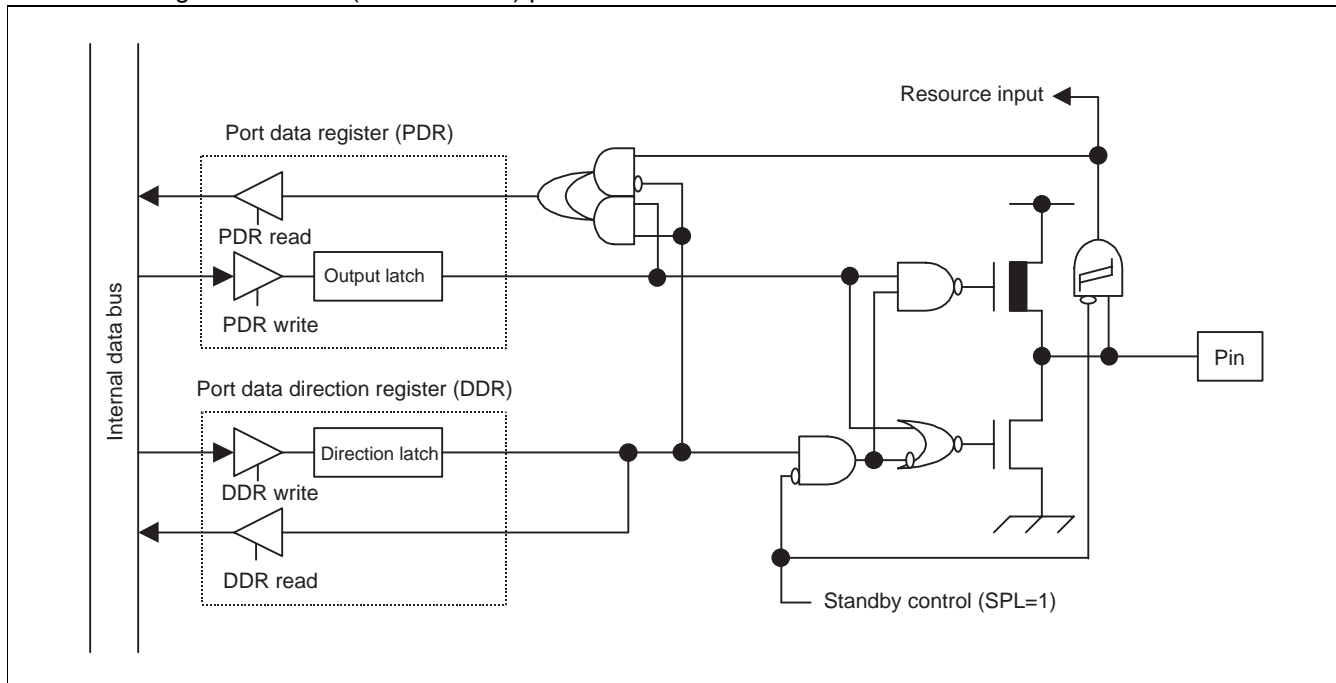 Resource input
Port data register (PDR)
PDR read
Output latch
PDR write
Internal data bus
Pin
Port data direction register (DDR)
Direction latch
DDR write
DDR read
Standby control (SPL=1)